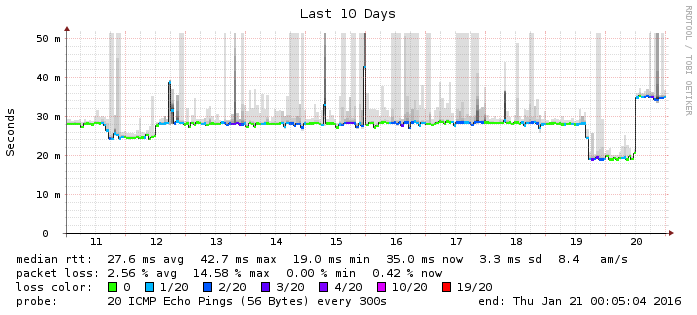 Last 10 Days
RRDTOOL / TOBI OETIKER
Seconds
50 m
40 m
30 m
20 m
10 m
0
11 12 13 14 15 16 17 18 19 20
median rtt: 27.6 ms avg 42.7 ms max 19.0 ms min 35.0 ms now 3.3 ms sd 8.4 am/s
packet loss: 2.56 % avg 14.58 % max 0.00 % min 0.42 % now
loss color: 0 1/20 2/20 3/20 4/20 10/20 19/20
probe: 20 ICMP Echo Pings (56 Bytes) every 300s end: Thu Jan 21 00:05:04 2016